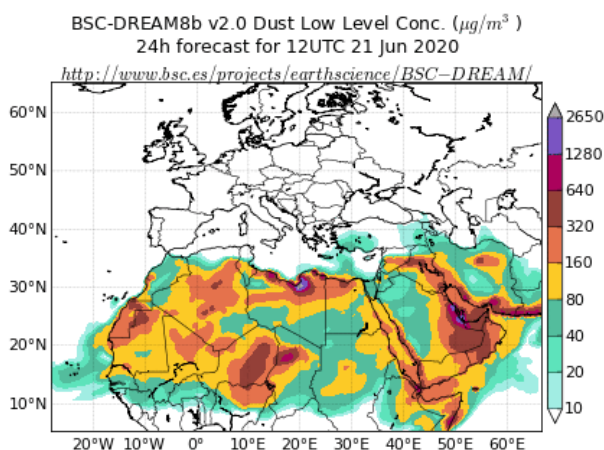 BSC-DREAM8b v2.0 Dust Low Level Conc. (μg/m³ )
24h forecast for 12UTC 21 Jun 2020
http://www.bsc.es/projects/earthscience/BSC−DREAM/
60°N
50°N
40°N
30°N
20°N
10°N
20°W 10°W 0° 10°E 20°E 30°E 40°E 50°E 60°E
2650
1280
640
320
160
80
40
20
10